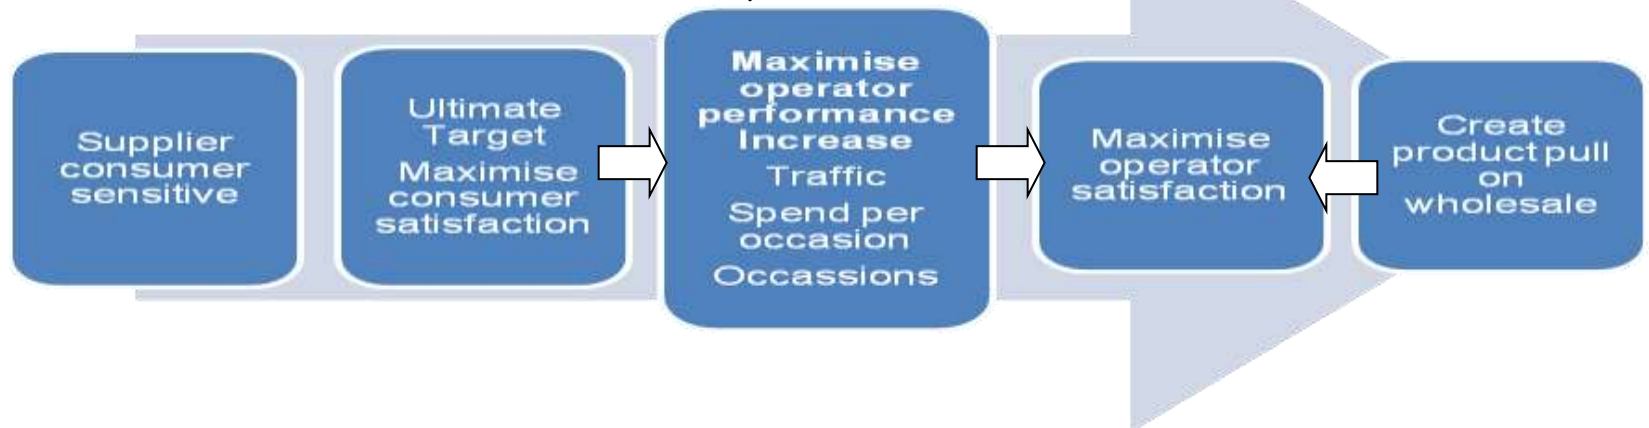 Supplier
consumer
sensitive
Ultimate
Target
Maximise
consumer
satisfaction
Maximise
operator
performance
Increase
Traffic
Spend per
occasion
Occassions
Maximise
operator
satisfaction
Create
product pull
on
wholesale